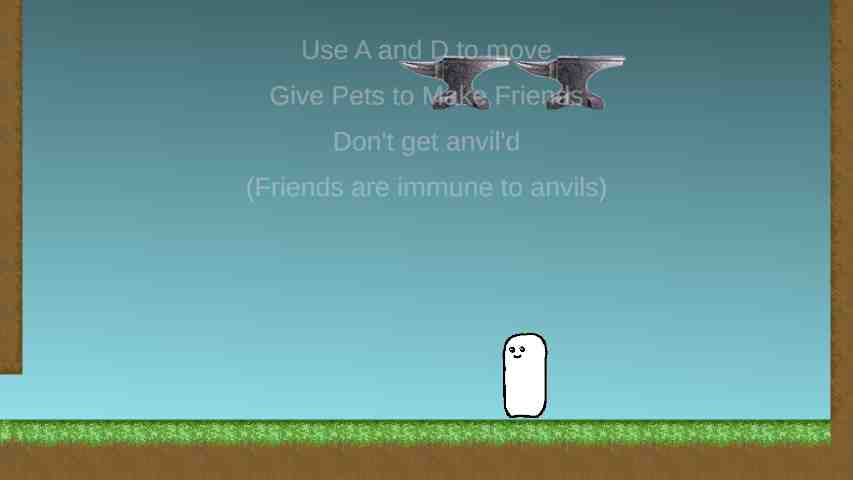 Use A and D to move
Give Pets to Make Friends
Don't get anvil'd
(Friends are immune to anvils)